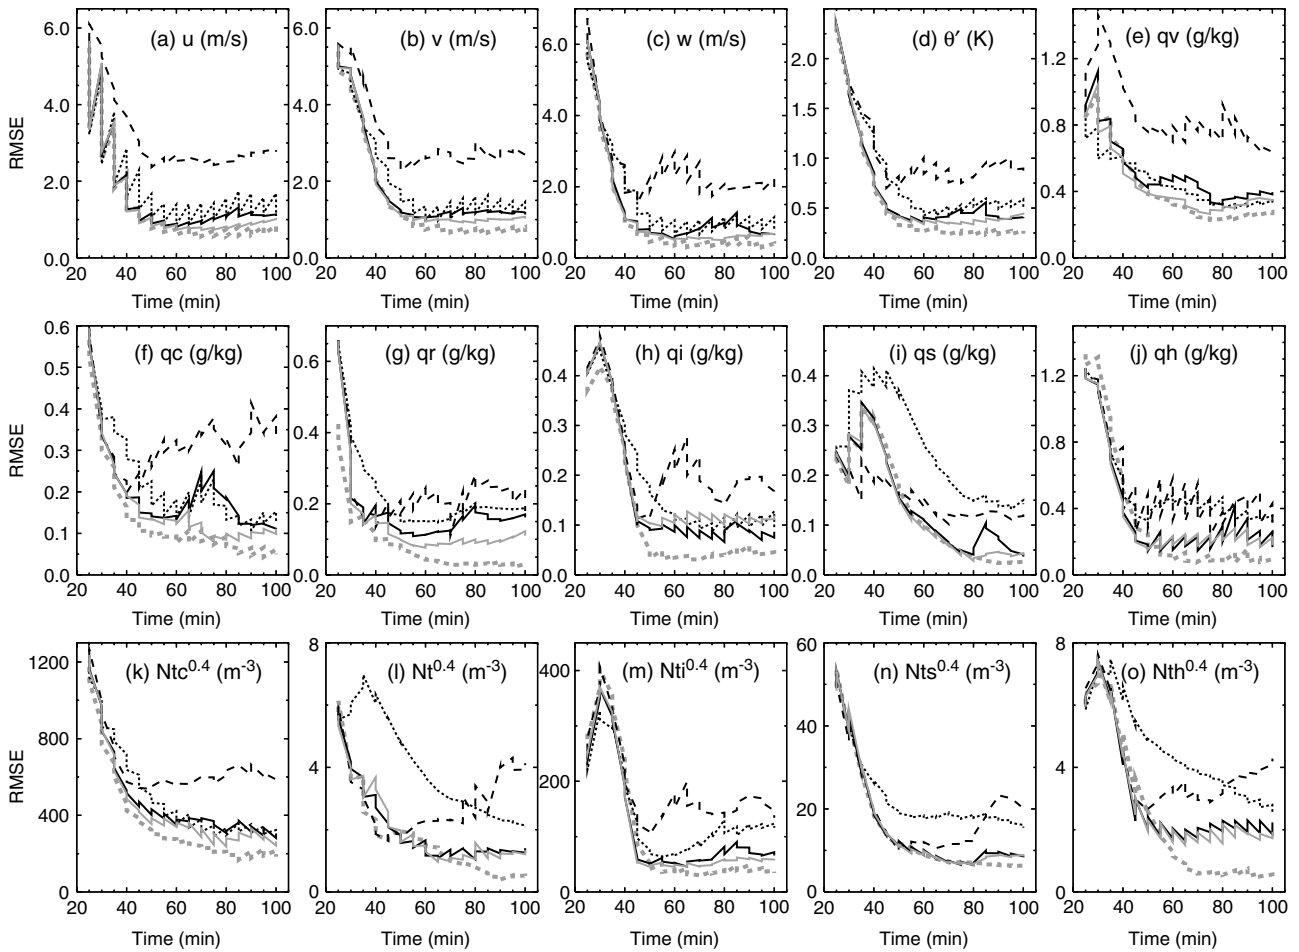 (a) u (m/s)
(b) v (m/s)
(c) w (m/s)
(d) θ′ (K)
(e) qv (g/kg)
RMSE
6.0
4.0
2.0
0.0
6.0
4.0
2.0
0.0
6.0
4.0
2.0
0.0
2.0
1.5
1.0
0.5
0.0
1.2
0.8
0.4
0.0
20 40 60 80 100
20 40 60 80 100
20 40 60 80 100
20 40 60 80 100
20 40 60 80 100
Time (min)
Time (min)
Time (min)
Time (min)
Time (min)
(f) qc (g/kg)
(g) qr (g/kg)
(h) qi (g/kg)
(i) qs (g/kg)
(j) qh (g/kg)
RMSE
0.6
0.5
0.4
0.3
0.2
0.1
0.0
0.6
0.4
0.2
0.0
0.4
0.3
0.2
0.1
0.0
0.4
0.3
0.2
0.1
0.0
1.2
0.8
0.4
0.0
20 40 60 80 100
20 40 60 80 100
20 40 60 80 100
20 40 60 80 100
20 40 60 80 100
Time (min)
Time (min)
Time (min)
Time (min)
Time (min)
(k) Ntc^0.4 (m^-3)
(l) Nt^0.4 (m^-3)
(m) Nti^0.4 (m^-3)
(n) Nts^0.4 (m^-3)
(o) Nth^0.4 (m^-3)
RMSE
1200
800
400
0
8
4
0
400
200
0
60
40
20
0
8
4
0
20 40 60 80 100
20 40 60 80 100
20 40 60 80 100
20 40 60 80 100
20 40 60 80 100
Time (min)
Time (min)
Time (min)
Time (min)
Time (min)